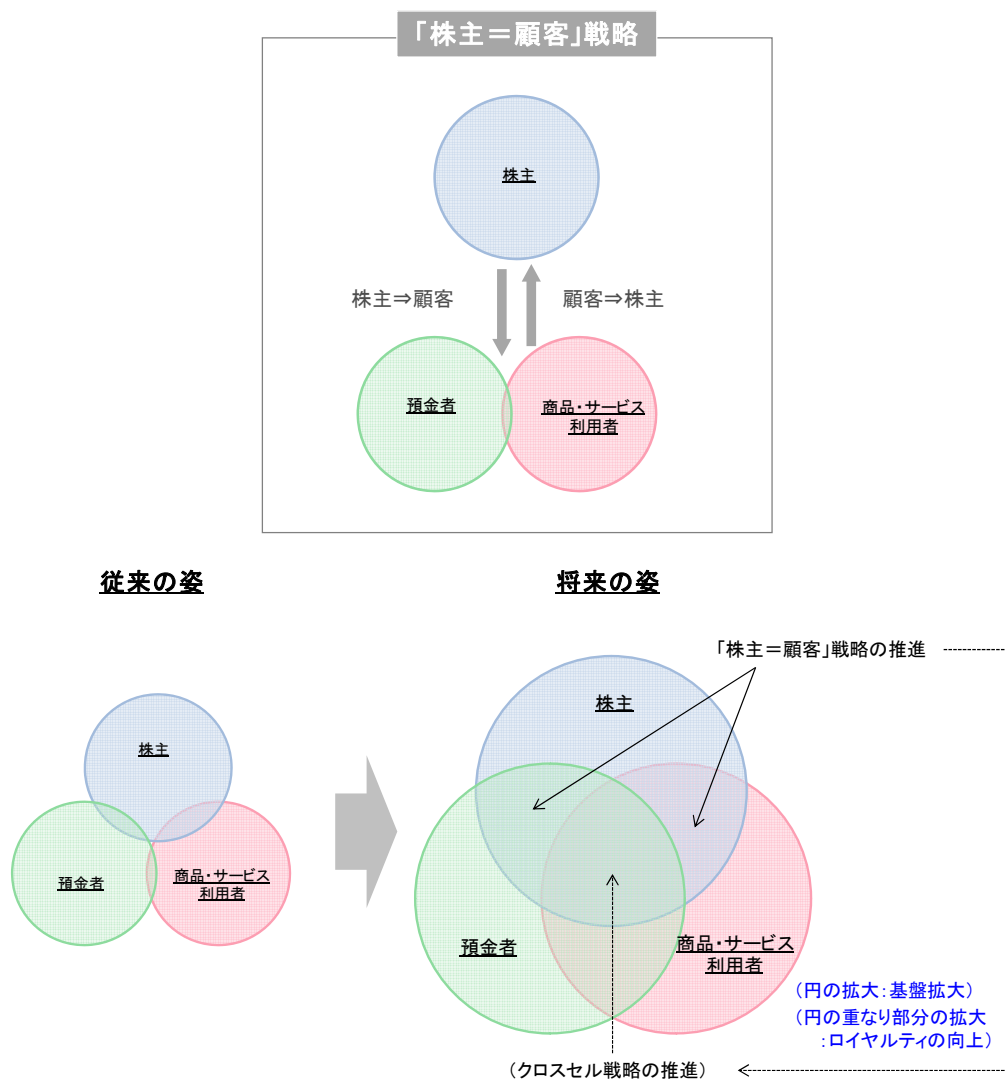 「株主＝顧客」戦略
株主
株主⇒顧客
顧客⇒株主
預金者
商品・サービス
利用者
従来の姿
将来の姿
「株主＝顧客」戦略の推進
株主
預金者
商品・サービス
利用者
株主
預金者
商品・サービス
利用者
（円の拡大：基盤拡大）
（円の重なり部分の拡大
：ロイヤルティの向上）
（クロスセル戦略の推進）